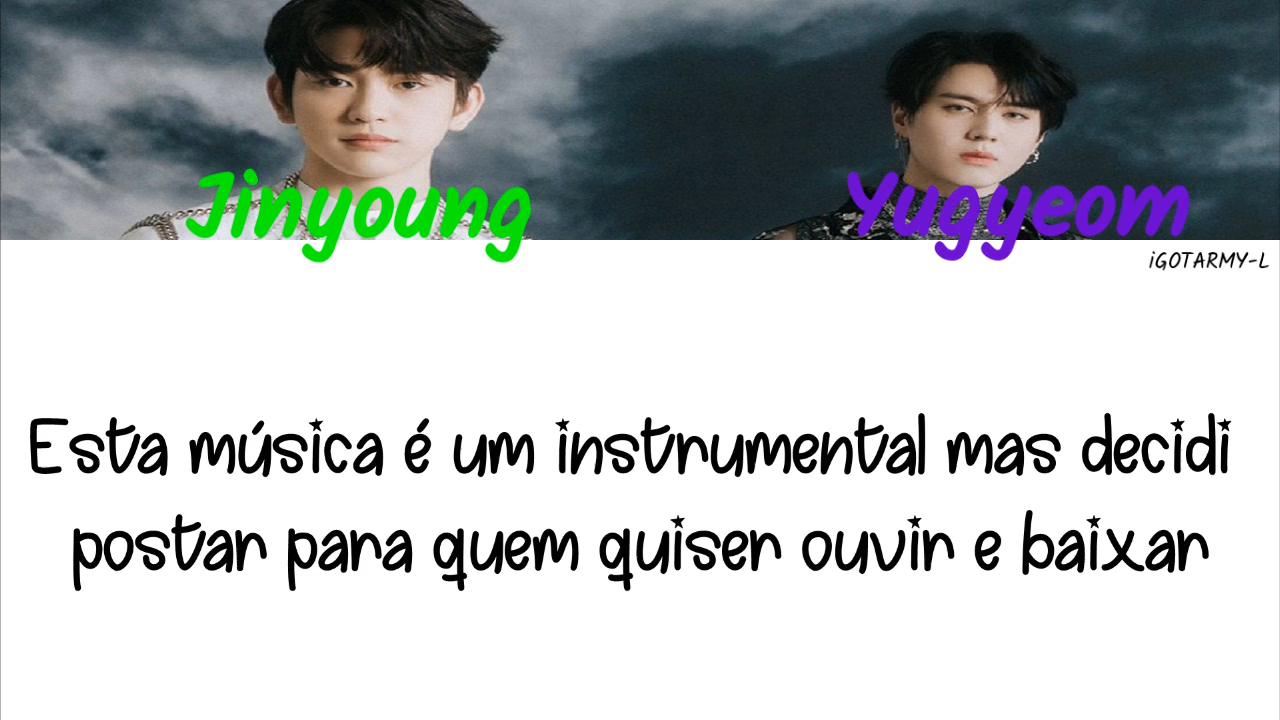 Jinyoung Yugyeom
iGOTARMY-L
Esta música é um instrumental mas decidi
postar para quem quiser ouvir e baixar